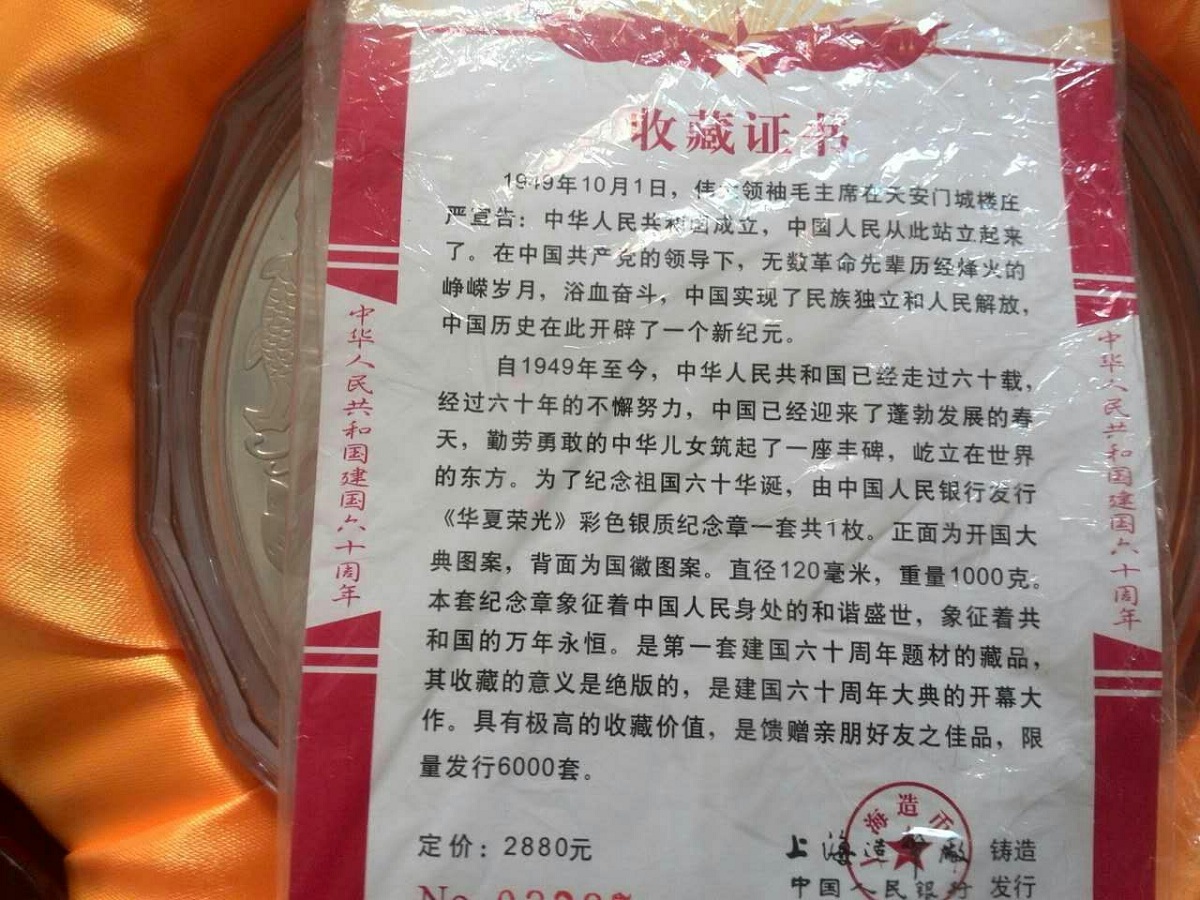 收藏证书
1949年10月1日，伟大领袖毛主席在天安门城楼庄
严宣告：中华人民共和国成立，中国人民从此站立起来
了。在中国共产党的领导下，无数革命先辈历经烽火的
峥嵘岁月，浴血奋斗，中国实现了民族独立和人民解放，
中国历史在此开辟了一个新纪元。
自1949年至今，中华人民共和国已经走过六十载，
经过六十年的不懈努力，中国已经迎来了蓬勃发展的春
天，勤劳勇敢的中华儿女筑起了一座丰碑，屹立在世界
的东方。为了纪念祖国六十华诞，由中国人民银行发行
《华夏荣光》彩色银质纪念章一套共1枚。正面为开国大
典图案，背面为国徽图案。直径120毫米，重量1000克。
本套纪念章象征着中国人民身处的和谐盛世，象征着共
和国的万年永恒。是第一套建国六十周年题材的藏品，
其收藏的意义是绝版的，是建国六十周年大典的开幕大
作。具有极高的收藏价值，是馈赠亲朋好友之佳品，限
量发行6000套。
定价：2880元
上海造币厂 铸造
中国人民银行 发行
海造币
No
中华人民共和国建国六十周年
中华人民共和国建国六十周年